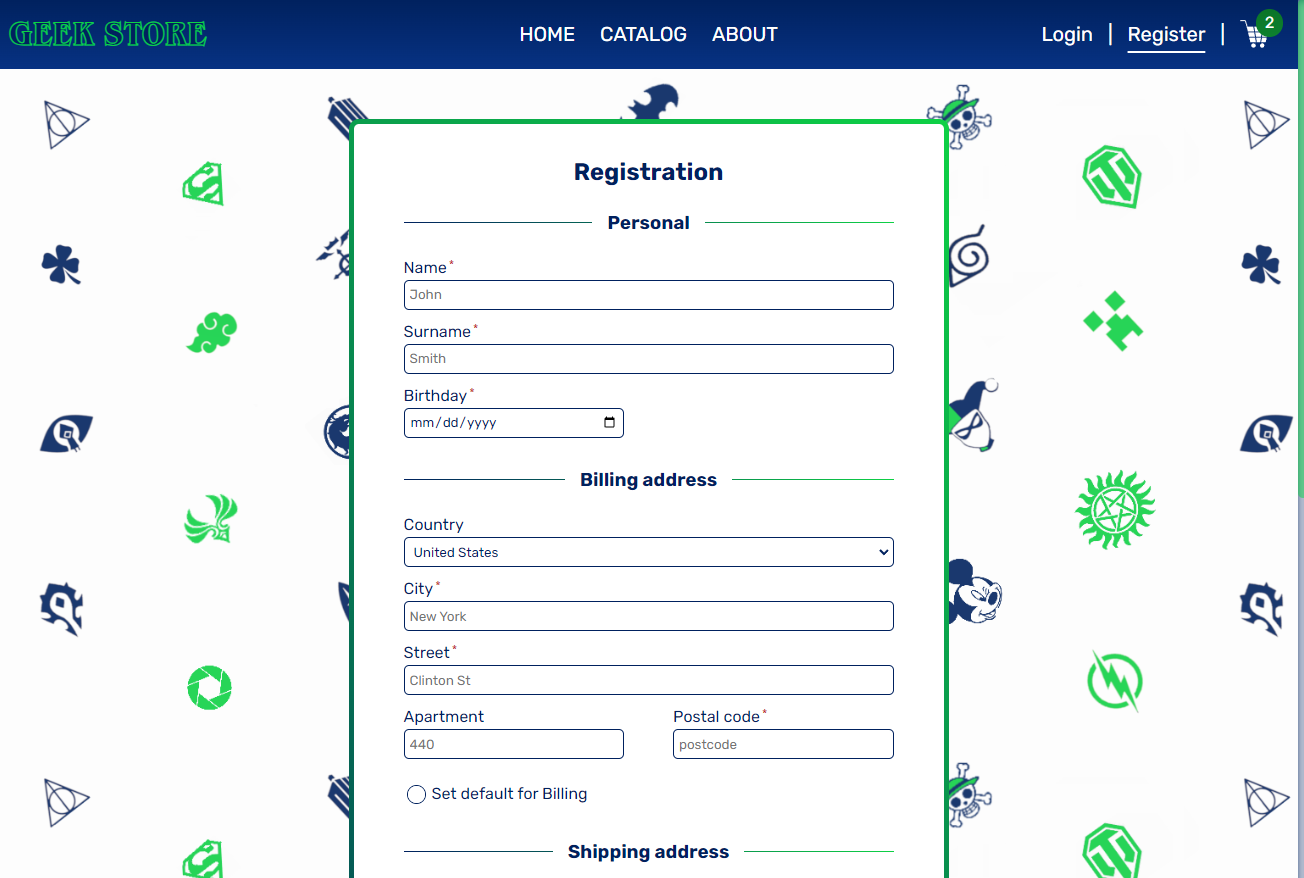 GEEK STORE HOME CATALOG ABOUT Login | Register | 2
Registration
Personal
Name*
John
Surname*
Smith
Birthday*
mm/dd/yyyy
Billing address
Country
United States
City*
New York
Street*
Clinton St
Apartment Postal code*
440 postcode
Set default for Billing
Shipping address